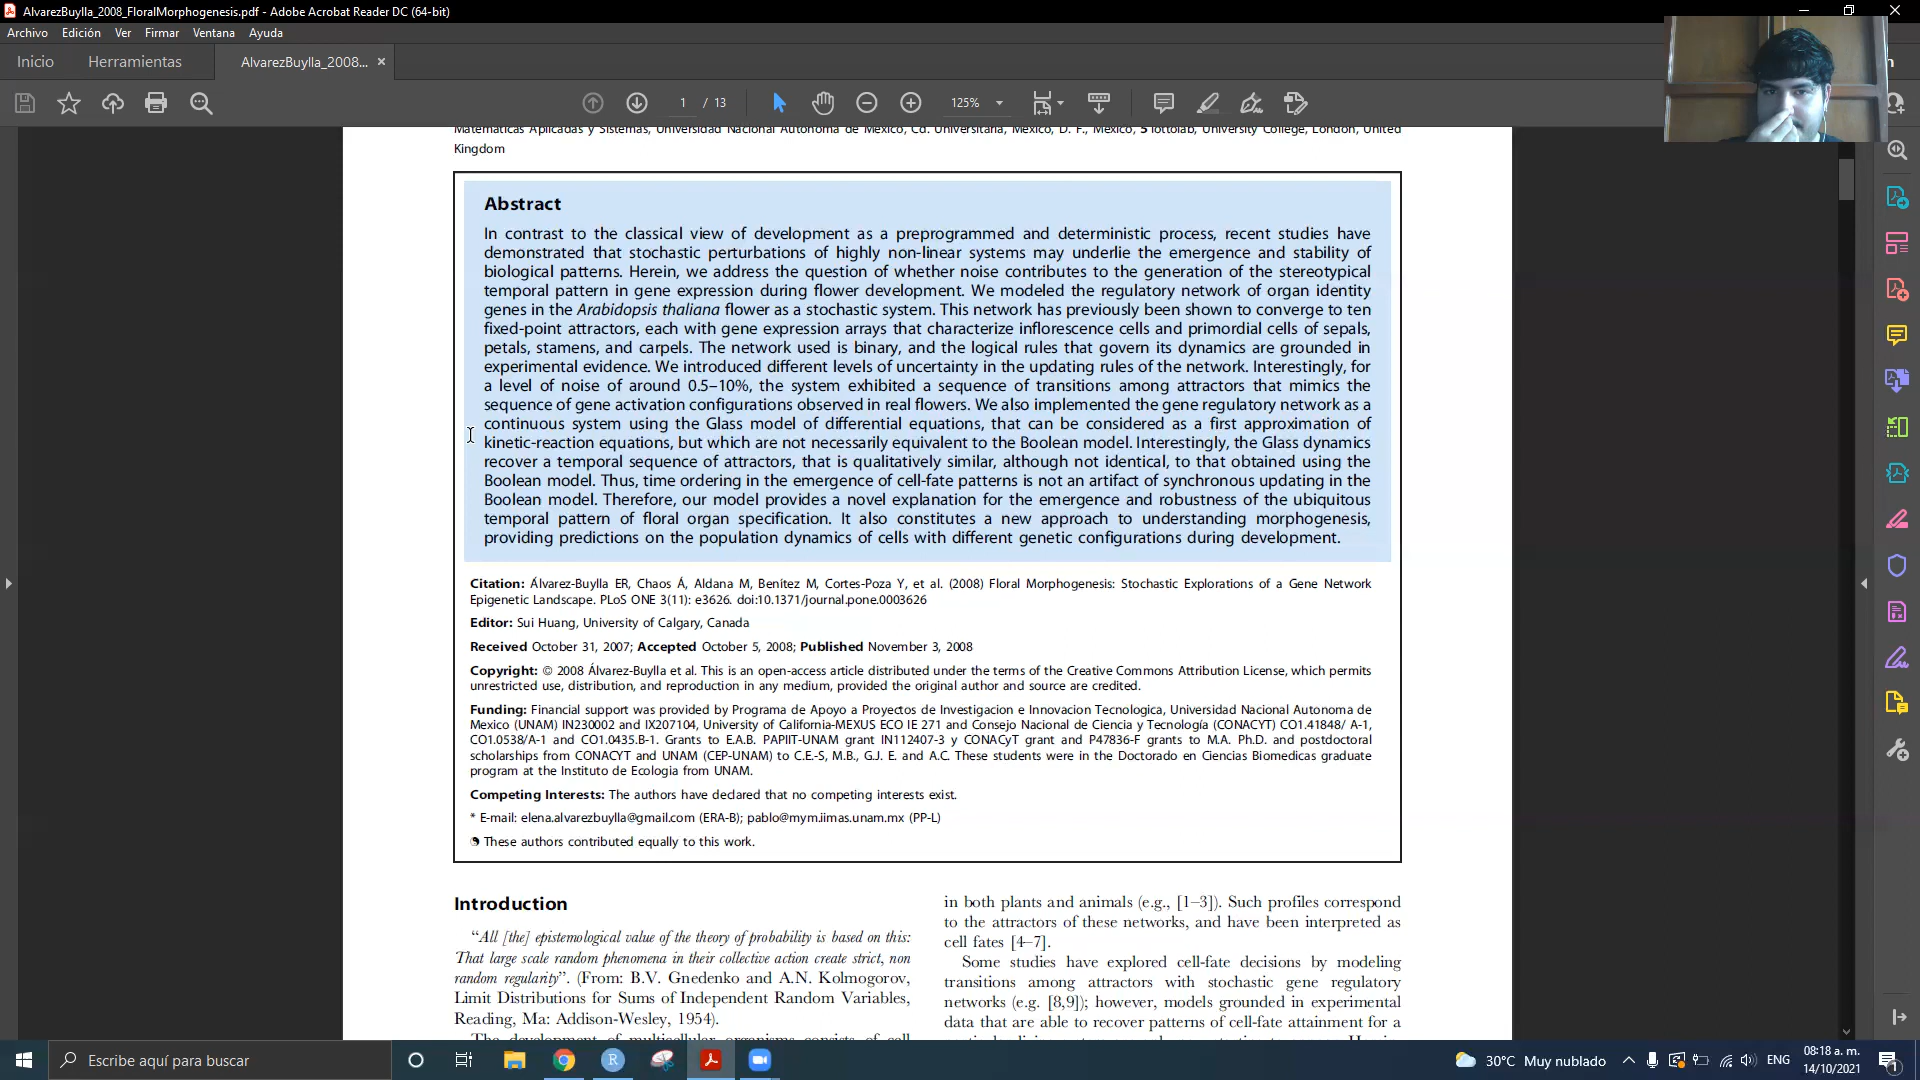 AlvarezBuylla_2008_FloralMorphogenesis.pdf - Adobe Acrobat Reader DC (64-bit)
Archivo Edición Ver Firmar Ventana Ayuda
Inicio Herramientas AlvarezBuylla_2008... ×
1 / 13 125%
Matemáticas Aplicadas y Sistemas, Universidad Nacional Autónoma de México, Cd. Universitaria, México, D. F., México, 5 lottolab, University College, London, United
Kingdom
Abstract
In contrast to the classical view of development as a preprogrammed and deterministic process, recent studies have
demonstrated that stochastic perturbations of highly non-linear systems may underlie the emergence and stability of
biological patterns. Herein, we address the question of whether noise contributes to the generation of the stereotypical
temporal pattern in gene expression during flower development. We modeled the regulatory network of organ identity
genes in the Arabidopsis thaliana flower as a stochastic system. This network has previously been shown to converge to ten
fixed-point attractors, each with gene expression arrays that characterize inflorescence cells and primordial cells of sepals,
petals, stamens, and carpels. The network used is binary, and the logical rules that govern its dynamics are grounded in
experimental evidence. We introduced different levels of uncertainty in the updating rules of the network. Interestingly, for
a level of noise of around 0.5–10%, the system exhibited a sequence of transitions among attractors that mimics the
sequence of gene activation configurations observed in real flowers. We also implemented the gene regulatory network as a
continuous system using the Glass model of differential equations, that can be considered as a first approximation of
kinetic-reaction equations, but which are not necessarily equivalent to the Boolean model. Interestingly, the Glass dynamics
recover a temporal sequence of attractors, that is qualitatively similar, although not identical, to that obtained using the
Boolean model. Thus, time ordering in the emergence of cell-fate patterns is not an artifact of synchronous updating in the
Boolean model. Therefore, our model provides a novel explanation for the emergence and robustness of the ubiquitous
temporal pattern of floral organ specification. It also constitutes a new approach to understanding morphogenesis,
providing predictions on the population dynamics of cells with different genetic configurations during development.
Citation: Álvarez-Buylla ER, Chaos Á, Aldana M, Benítez M, Cortes-Poza Y, et al. (2008) Floral Morphogenesis: Stochastic Explorations of a Gene Network
Epigenetic Landscape. PLoS ONE 3(11): e3626. doi:10.1371/journal.pone.0003626
Editor: Sui Huang, University of Calgary, Canada
Received October 31, 2007; Accepted October 5, 2008; Published November 3, 2008
Copyright: © 2008 Álvarez-Buylla et al. This is an open-access article distributed under the terms of the Creative Commons Attribution License, which permits
unrestricted use, distribution, and reproduction in any medium, provided the original author and source are credited.
Funding: Financial support was provided by Programa de Apoyo a Proyectos de Investigacion e Innovacion Tecnologica, Universidad Nacional Autonoma de
Mexico (UNAM) IN230002 and IX207104, University of California-MEXUS ECO IE 271 and Consejo Nacional de Ciencia y Tecnología (CONACYT) CO1.41848/ A-1,
CO1.0538/A-1 and CO1.0435.B-1. Grants to E.A.B. PAPIIT-UNAM grant IN112407-3 y CONACyT grant and P47836-F grants to M.A. Ph.D. and postdoctoral
scholarships from CONACYT and UNAM (CEP-UNAM) to C.E.-S, M.B., G.J. E. and A.C. These students were in the Doctorado en Ciencias Biomedicas graduate
program at the Instituto de Ecologia from UNAM.
Competing Interests: The authors have declared that no competing interests exist.
* E-mail: elena.alvarezbuylla@gmail.com (ERA-B); pablo@mym.iimas.unam.mx (PP-L)
These authors contributed equally to this work.
Introduction
“All [the] epistemological value of the theory of probability is based on this:
That large scale random phenomena in their collective action create strict, non
random regularity”. (From: B.V. Gnedenko and A.N. Kolmogorov,
Limit Distributions for Sums of Independent Random Variables,
Reading, Ma: Addison-Wesley, 1954).
The development of multicellular organisms consists of cell
in both plants and animals (e.g., [1–3]). Such profiles correspond
to the attractors of these networks, and have been interpreted as
cell fates [4–7].
Some studies have explored cell-fate decisions by modeling
transitions among attractors with stochastic gene regulatory
networks (e.g. [8,9]); however, models grounded in experimental
data that are able to recover patterns of cell-fate attainment for a
Escribe aquí para buscar
30°C Muy nublado ENG 08:18 a. m.
14/10/2021